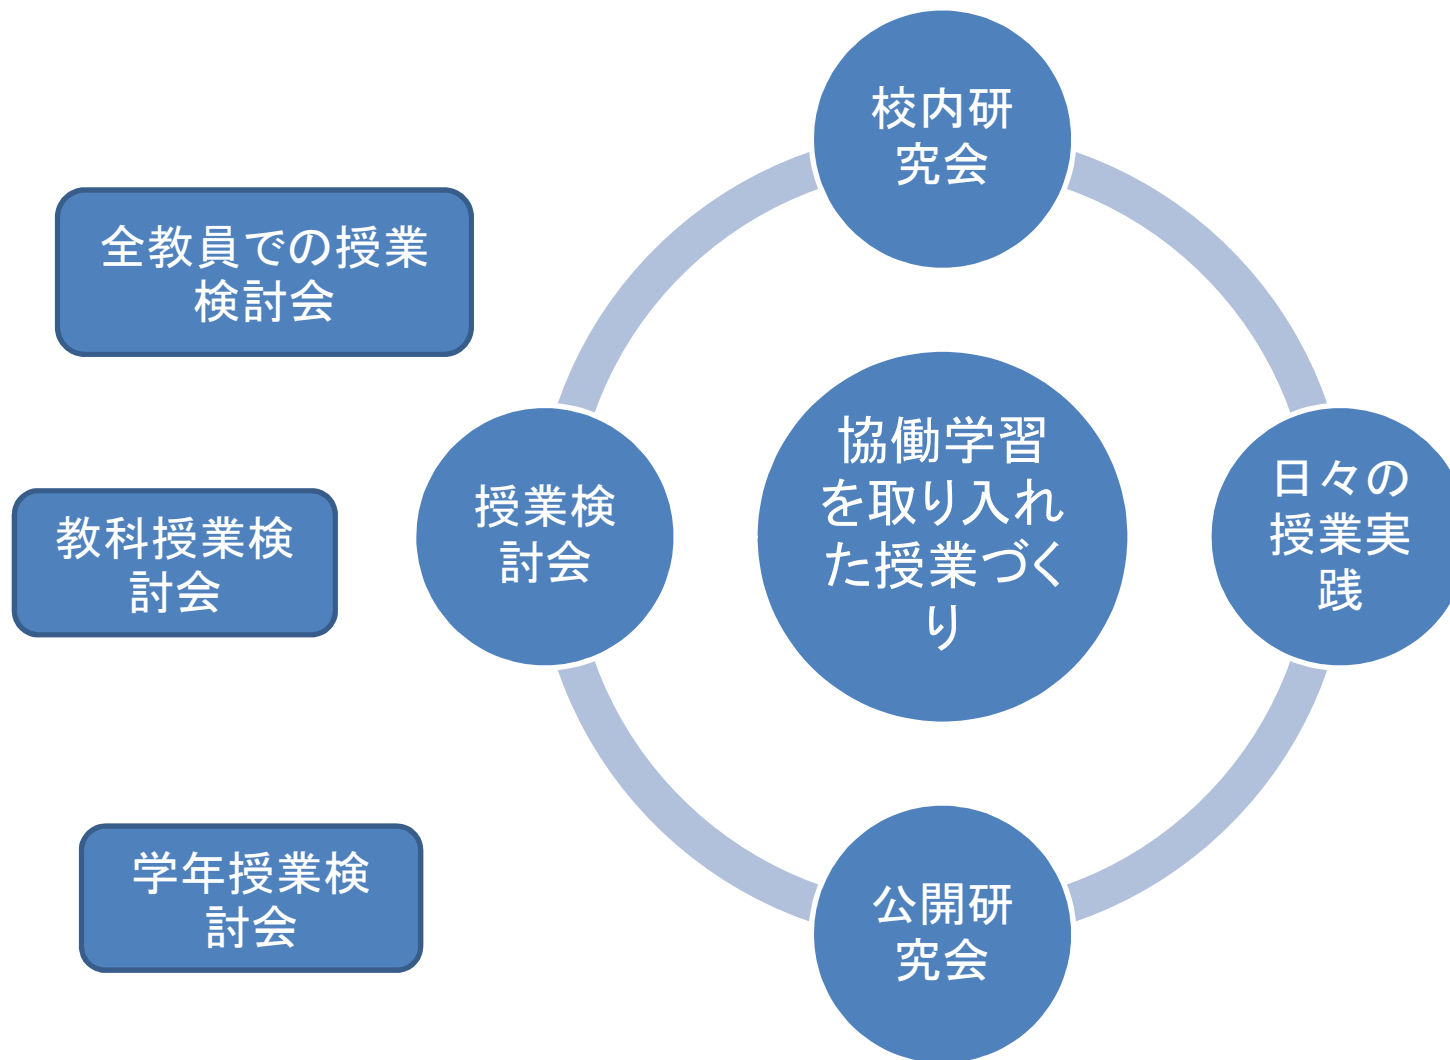 校内研
究会
全教員での授業
検討会
授業検
討会
協働学習
を取り入れ
た授業づく
り
日々の
授業実
践
教科授業検
討会
学年授業検
討会
公開研
究会